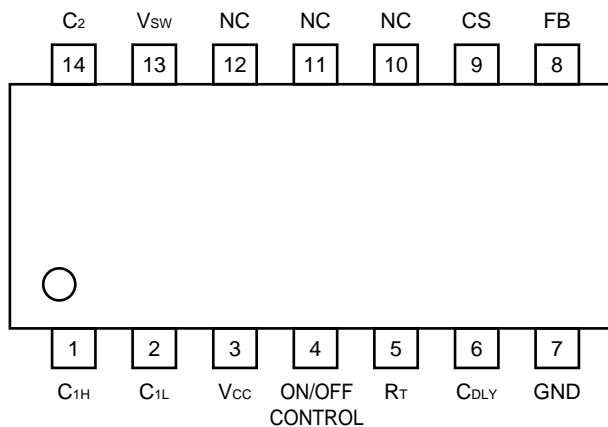 C2 VSW NC NC NC CS FB
14 13 12 11 10 9 8
1 2 3 4 5 6 7
C1H C1L VCC ON/OFF RT CDLY GND
CONTROL